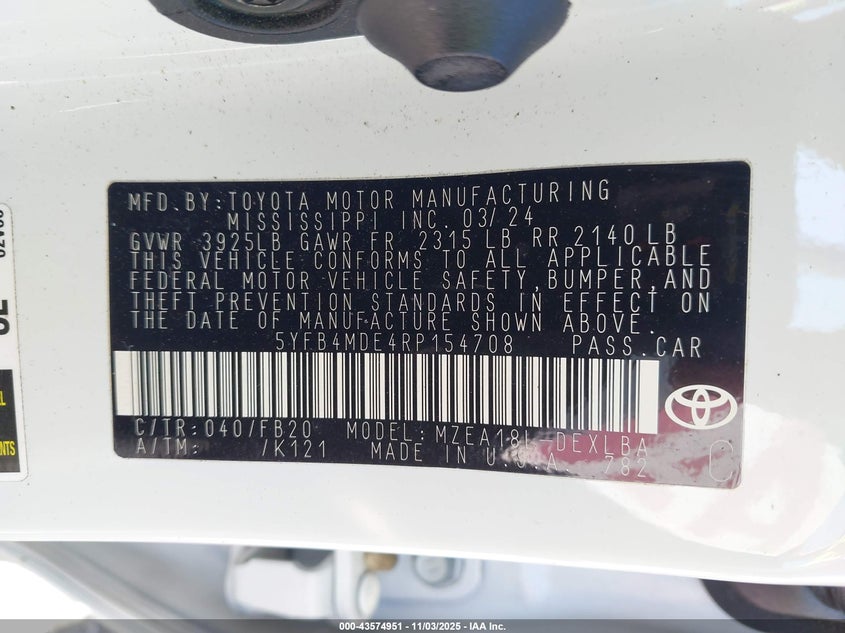 MFD.BY:TOYOTA MOTOR MANUFACTURING
MISSISSIPPI INC. 03/24
GVWR 3925LB GAWR FR 2315 LB RR 2140LB
THIS VEHICLE CONFORMS TO ALL APPLICABLE
FEDERAL MOTOR VEHICLE SAFETY,BUMPER,AND
THEFT PREVENTION STANDARDS IN EFFECT ON
THE DATE OF MANUFACTURE SHOWN ABOVE.
5YFB4MDE4RP154708 PASS.CAR
C/TR:040/FB20 MODEL:MZEA18L-DEXLBA
A/TM: /K121 MADE IN U.S.A. 782
C
000-43574951 - 11/03/2025 - IAA Inc.